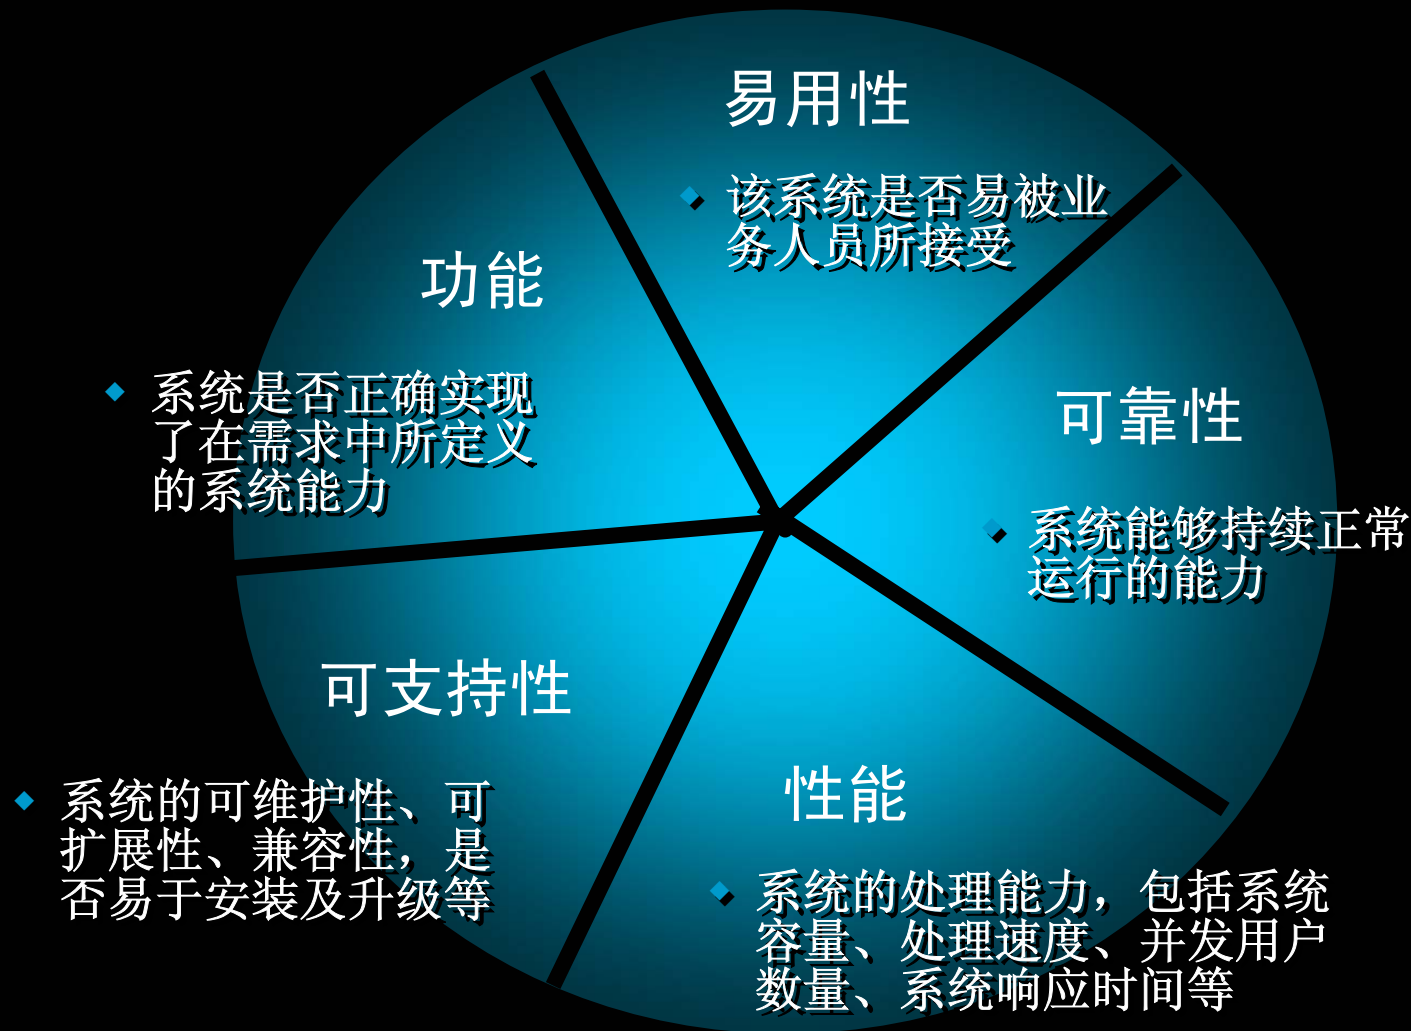 易用性
该系统是否易被业
务人员所接受
功能
系统是否正确实现
了在需求中所定义
的系统能力
可靠性
系统能够持续正常
运行的能力
可支持性
系统的可维护性、可
扩展性、兼容性，是
否易于安装及升级等
性能
系统的处理能力，包括系统
容量、处理速度、并发用户
数量、系统响应时间等